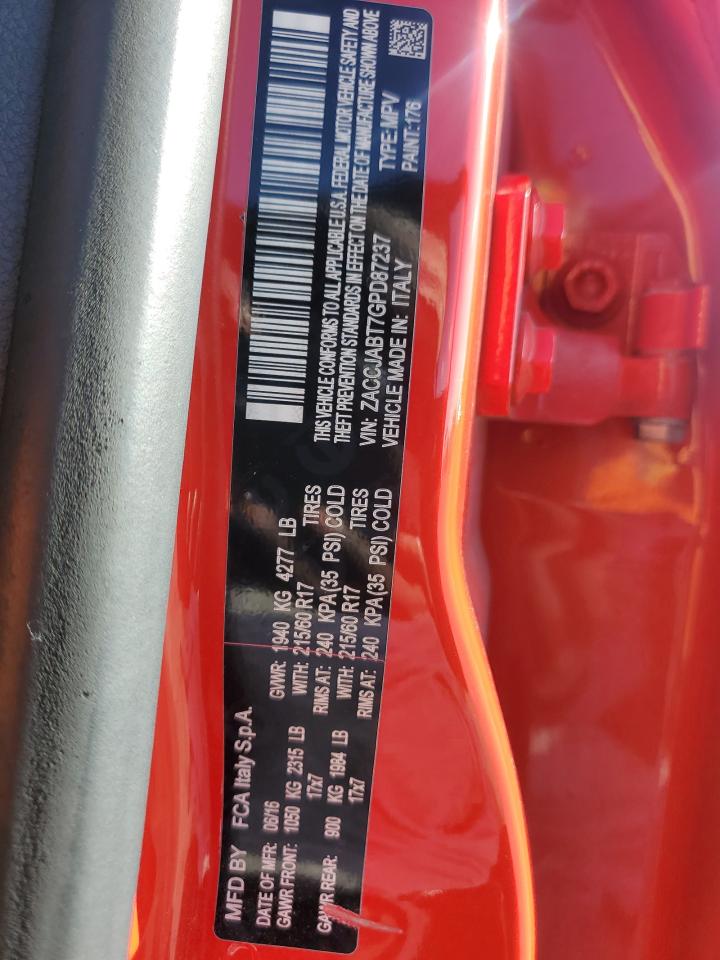 MFD BY FCA Italy S.p.A.
DATE OF MFR: 06/16 GVWR: 1940 KG 4277 LB
GAWR FRONT: 1050 KG 2315 LB WITH: 215/60 R17 TIRES
17x7 RIMS AT: 240 KPA(35 PSI) COLD
GAWR REAR: 900 KG 1984 LB WITH: 215/60 R17 TIRES
17x7 RIMS AT: 240 KPA(35 PSI) COLD
THIS VEHICLE CONFORMS TO ALL APPLICABLE U.S.A. FEDERAL MOTOR VEHICLE SAFETY AND
THEFT PREVENTION STANDARDS IN EFFECT ON THE DATE OF MANUFACTURE SHOWN ABOVE
VIN: ZACCJABT7GPD87237 TYPE:MPV
VEHICLE MADE IN: ITALY PAINT: 176